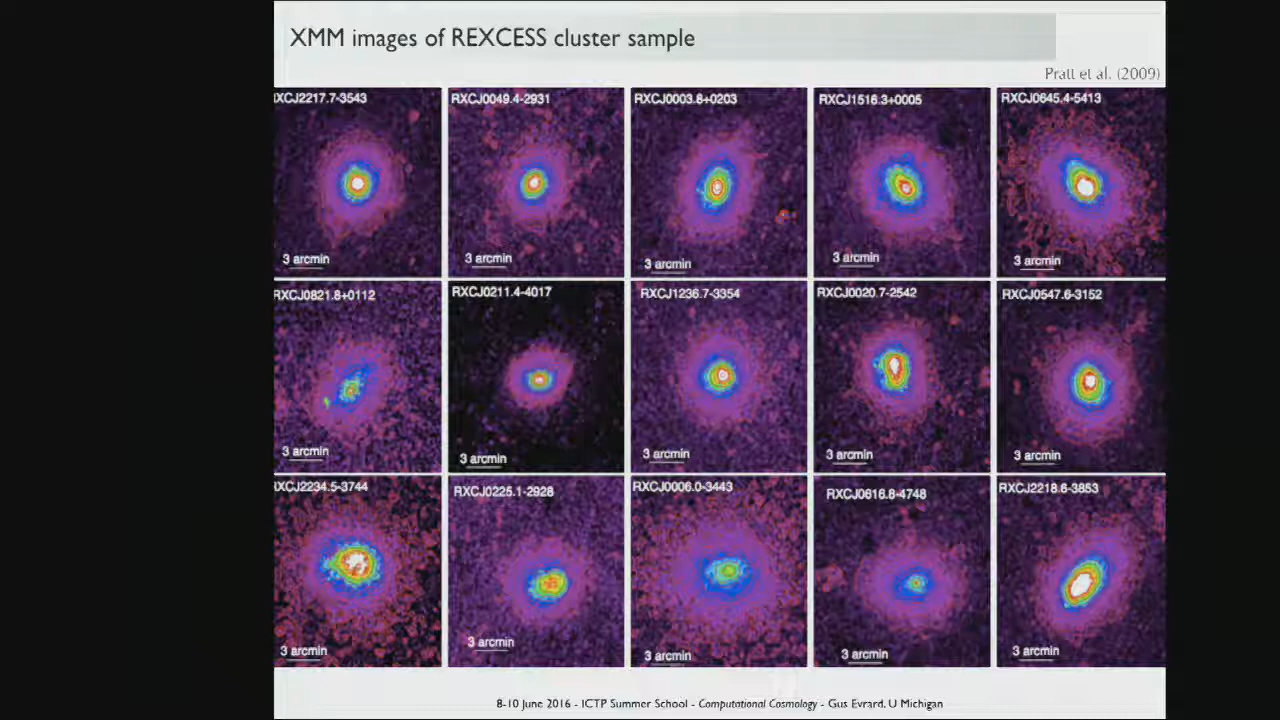 XMM images of REXCESS cluster sample
Pratt et al. (2009)
RXCJ2217.7-3543
RXCJ0049.4-2931
RXCJ0003.8+0203
RXCJ1516.3+0005
RXCJ0645.4-5413
3 arcmin
3 arcmin
3 arcmin
3 arcmin
3 arcmin
RXCJ0821.8+0112
RXCJ0211.4-4017
RXCJ1236.7-3354
RXCJ0020.7-2542
RXCJ0547.6-3152
3 arcmin
3 arcmin
3 arcmin
3 arcmin
3 arcmin
RXCJ2234.5-3744
RXCJ0225.1-2928
RXCJ0006.0-3443
RXCJ0616.8-4748
RXCJ2218.6-3853
3 arcmin
3 arcmin
3 arcmin
3 arcmin
3 arcmin
8-10 June 2016 - ICTP Summer School - Computational Cosmology - Gus Evrard, U Michigan